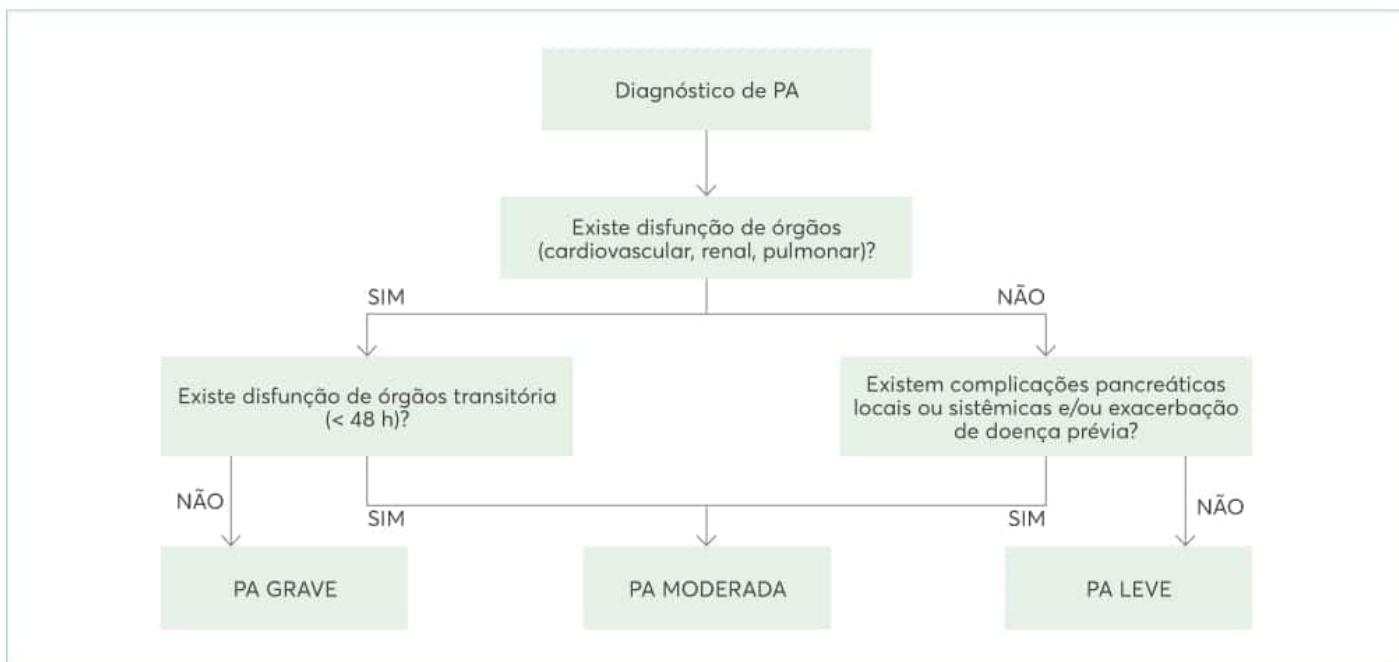 Diagnóstico de PA
Existe disfunção de órgãos
(cardiovascular, renal, pulmonar)?
SIM
NÃO
Existe disfunção de órgãos transitória
(< 48 h)?
Existem complicações pancreáticas
locais ou sistêmicas e/ou exacerbação
de doença prévia?
NÃO
SIM
SIM
NÃO
PA GRAVE
PA MODERADA
PA LEVE